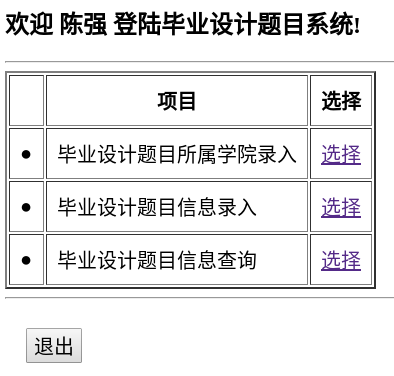 欢迎 陈强 登陆毕业设计题目系统!
项目 选择
● 毕业设计题目所属学院录入 选择
● 毕业设计题目信息录入 选择
● 毕业设计题目信息查询 选择
退出